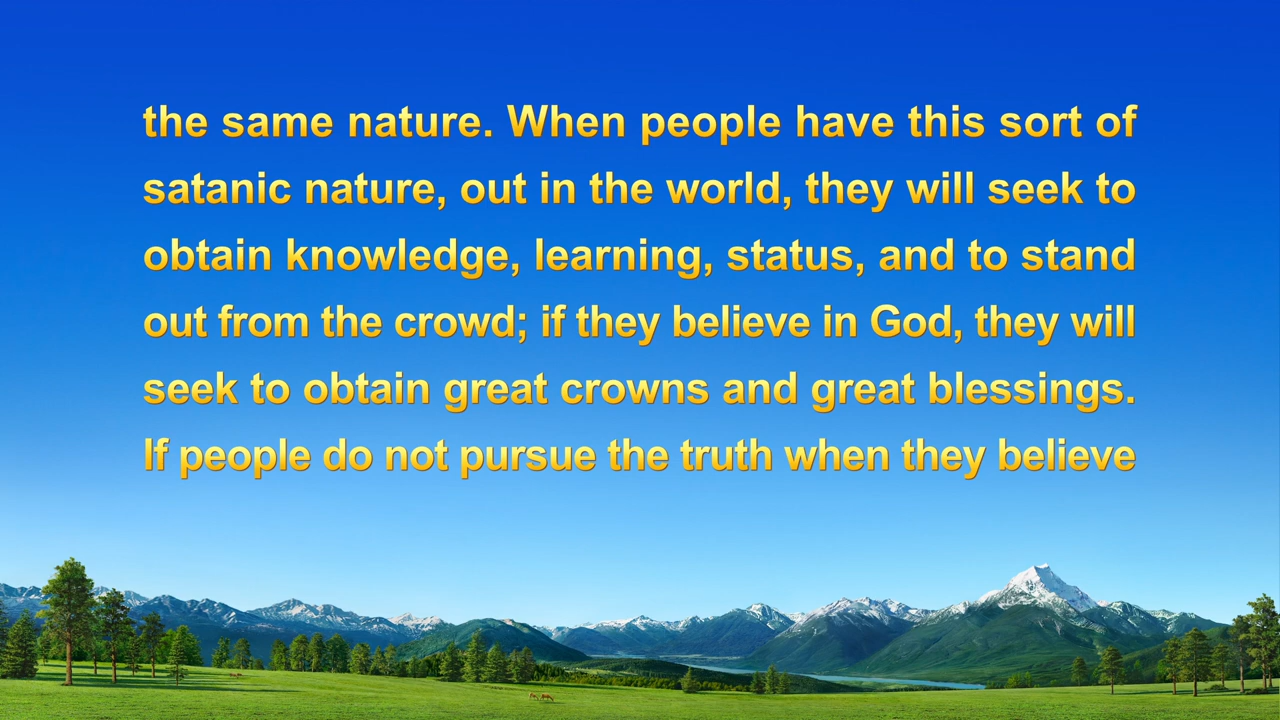 the same nature. When people have this sort of
satanic nature, out in the world, they will seek to
obtain knowledge, learning, status, and to stand
out from the crowd; if they believe in God, they will
seek to obtain great crowns and great blessings.
If people do not pursue the truth when they believe